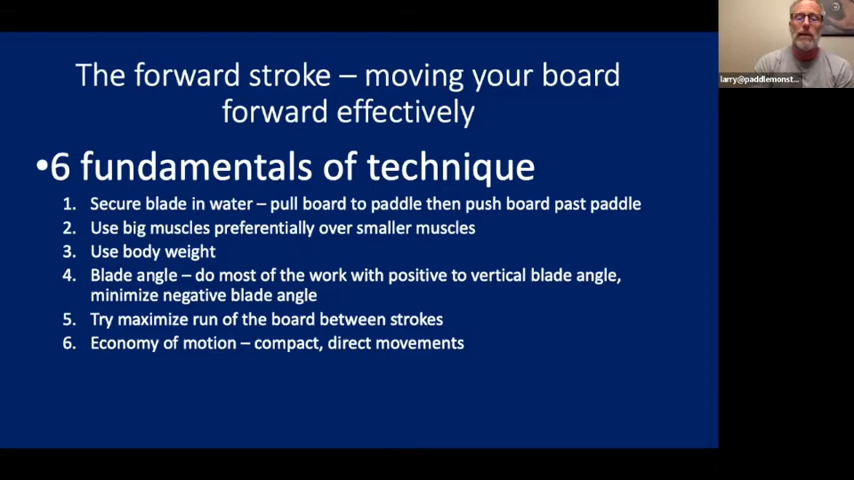 The forward stroke – moving your board
forward effectively
•6 fundamentals of technique
1. Secure blade in water – pull board to paddle then push board past paddle
2. Use big muscles preferentially over smaller muscles
3. Use body weight
4. Blade angle – do most of the work with positive to vertical blade angle,
minimize negative blade angle
5. Try maximize run of the board between strokes
6. Economy of motion – compact, direct movements
larry@paddlemonst...